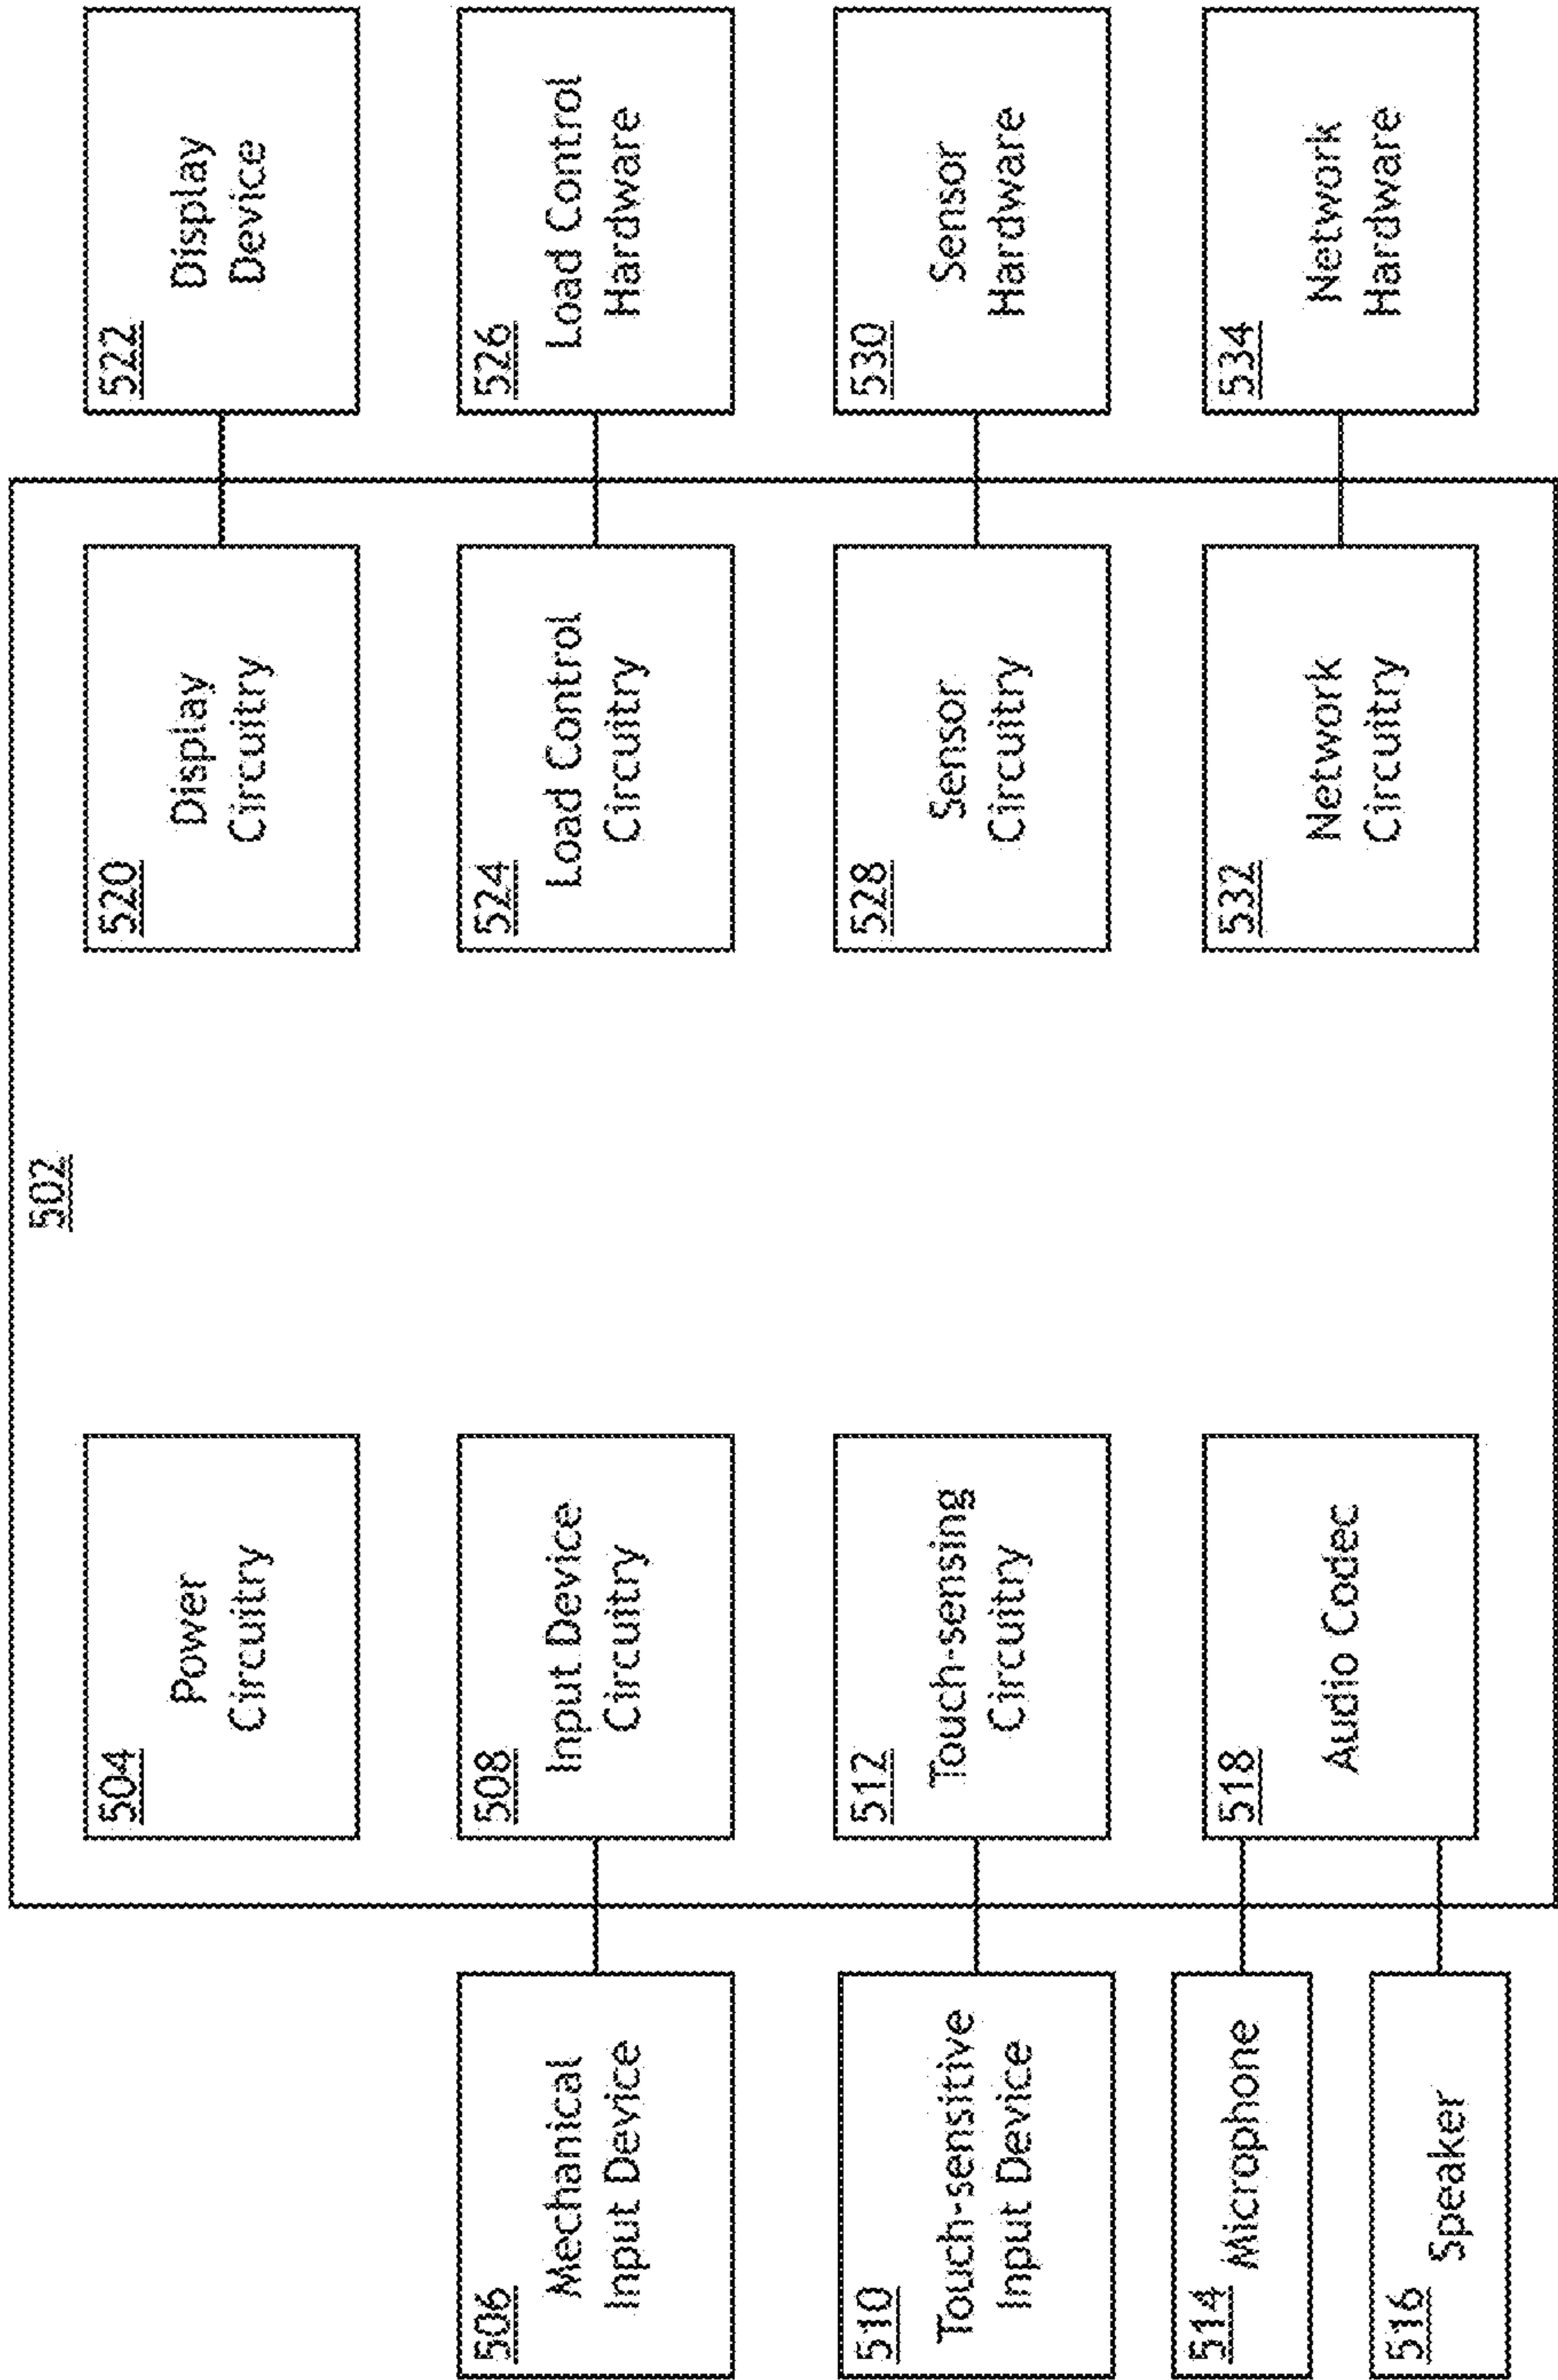 502
504
Power
Circuitry
520
Display
Circuitry
522
Display
Device
506
Mechanical
Input Device
508
Input Device
Circuitry
524
Load Control
Circuitry
526
Load Control
Hardware
510
Touch-sensitive
Input Device
512
Touch-sensing
Circuitry
528
Sensor
Circuitry
530
Sensor
Hardware
514
Microphone
516
Speaker
518
Audio Codec
532
Network
Circuitry
534
Network
Hardware